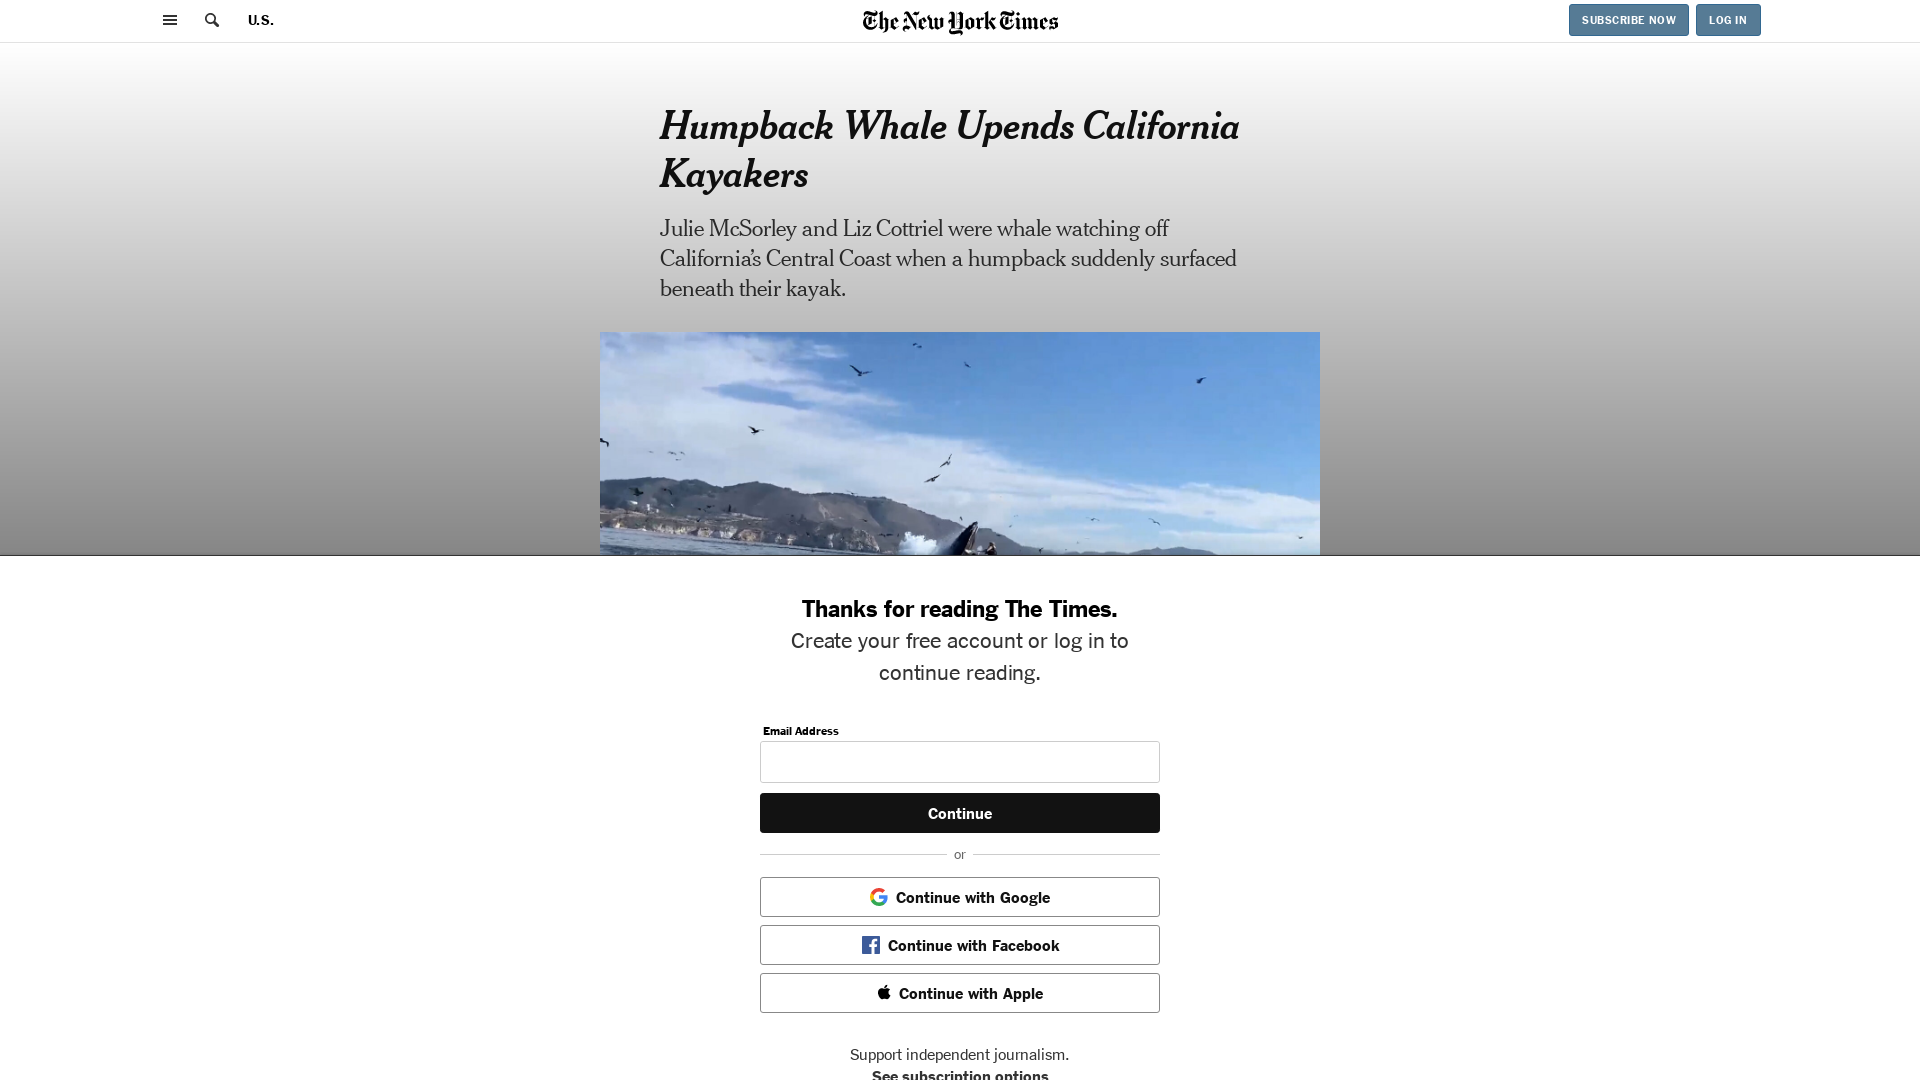 U.S.
The New York Times
SUBSCRIBE NOW
LOG IN
Humpback Whale Upends California
Kayakers
Julie McSorley and Liz Cottriel were whale watching off
California's Central Coast when a humpback suddenly surfaced
beneath their kayak.
Thanks for reading The Times.
Create your free account or log in to
continue reading.
Email Address
Continue
or
Continue with Google
Continue with Facebook
Continue with Apple
Support independent journalism.
See subscription options